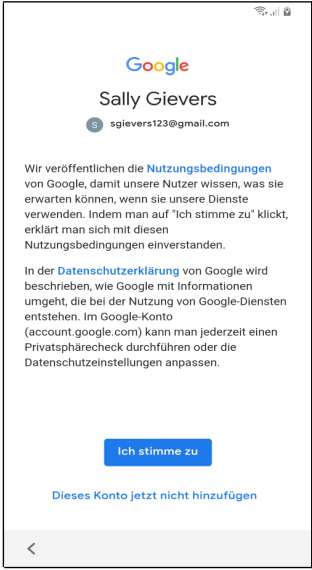 Google
Sally Gievers
S sgievers123@gmail.com
Wir veröffentlichen die Nutzungsbedingungen
von Google, damit unsere Nutzer wissen, was sie
erwarten können, wenn sie unsere Dienste
verwenden. Indem man auf "Ich stimme zu" klickt,
erklärt man sich mit diesen
Nutzungsbedingungen einverstanden.
In der Datenschutzerklärung von Google wird
beschrieben, wie Google mit Informationen
umgeht, die bei der Nutzung von Google-Diensten
entstehen. Im Google-Konto
(account.google.com) kann man jederzeit einen
Privatsphärecheck durchführen oder die
Datenschutzeinstellungen anpassen.
Ich stimme zu
Dieses Konto jetzt nicht hinzufügen